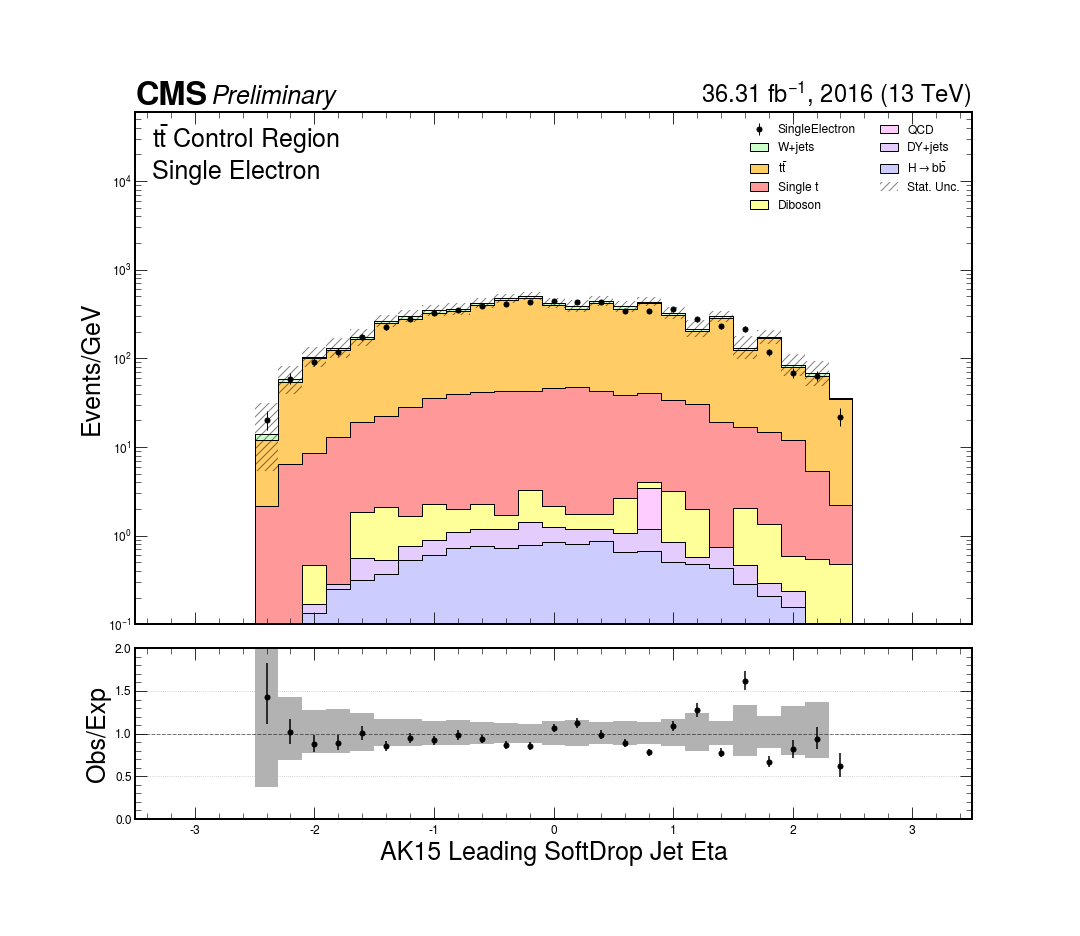 CMS Preliminary
36.31 fb⁻¹, 2016 (13 TeV)
tt̄ Control Region
Single Electron
SingleElectron
W+jets
tt̄
Single t
Diboson
QCD
DY+jets
H→bb̄
Stat. Unc.
Events/GeV
10⁴
10³
10²
10¹
10⁰
10⁻¹
Obs/Exp
2.0
1.5
1.0
0.5
0.0
-3 -2 -1 0 1 2 3
AK15 Leading SoftDrop Jet Eta